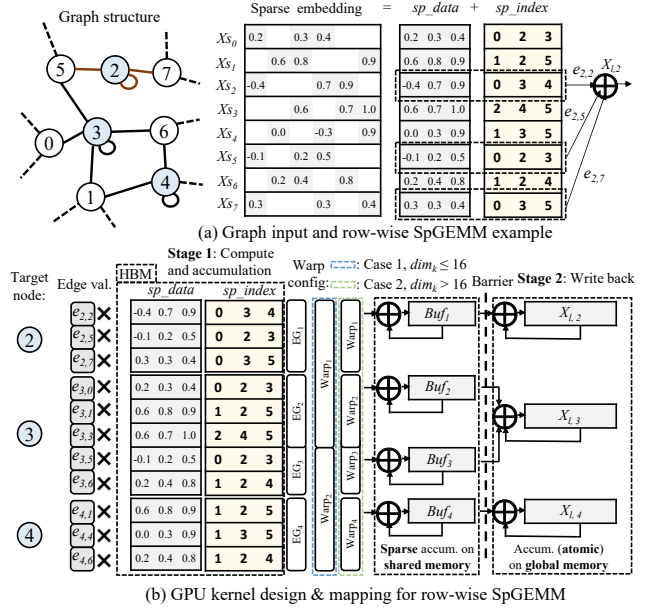 Graph structure
Sparse embedding = sp_data + sp_index
5 2 7 0 3 6 1 4
Xs0 0.2 0.3 0.4 0.2 0.3 0.4 0 2 3
Xs1 0.6 0.8 0.9 0.6 0.8 0.9 1 2 5
Xs2 -0.4 0.7 0.9 -0.4 0.7 0.9 0 3 4
Xs3 0.6 0.7 1.0 0.6 0.7 1.0 2 4 5
Xs4 0.0 -0.3 0.9 0.0 0.3 0.9 1 3 5
Xs5 -0.1 0.2 0.5 -0.1 0.2 0.5 0 2 3
Xs6 0.2 0.4 0.8 0.2 0.4 0.8 1 2 4
Xs7 0.3 0.3 0.4 0.3 0.3 0.4 0 3 5
e2,2 Xl,2
e2,5
e2,7
(a) Graph input and row-wise SpGEMM example
Stage 1: Compute
and accumulation
Target
node:
Edge val.
HBM
sp_data sp_index
Warp
config:
: Case 1, dimk ≤ 16
: Case 2, dimk > 16
Barrier
Stage 2: Write back
2
e2,2 × -0.4 0.7 0.9 0 3 4
e2,5 × -0.1 0.2 0.5 0 2 3
e2,7 × 0.3 0.3 0.4 0 3 5
EG1 Warp1 Warp1 Buf1 Xl,2
3
e3,0 × 0.2 0.3 0.4 0 2 3
e3,1 × 0.6 0.8 0.9 1 2 5
e3,3 × 0.6 0.7 1.0 2 4 5
EG2 Warp2 Buf2 Xl,3
e3,5 × -0.1 0.2 0.5 0 2 3
e3,6 × 0.2 0.4 0.8 1 2 4
EG3 Warp2 Warp3 Buf3
4
e4,1 × 0.6 0.8 0.9 1 2 5
e4,4 × 0.0 0.3 0.9 1 3 5
e4,6 × 0.2 0.4 0.8 1 2 4
EG4 Warp4 Buf4 Xl,4
Sparse accum. on
shared memory
Accum. (atomic)
on global memory
(b) GPU kernel design & mapping for row-wise SpGEMM